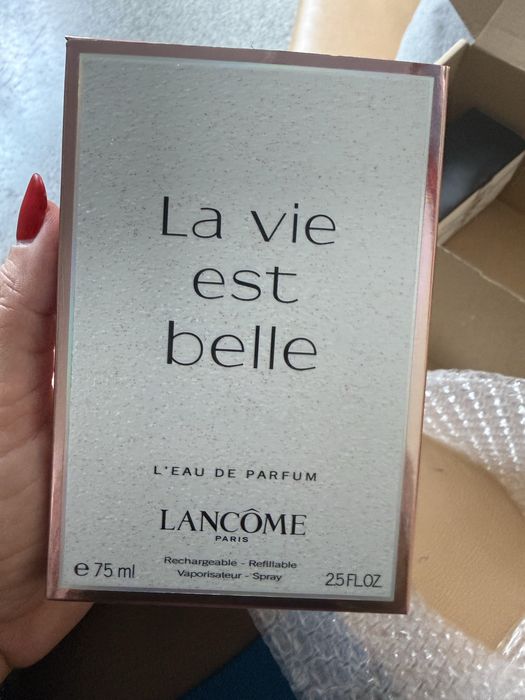 La vie
est
belle
L'EAU DE PARFUM
LANCÔME
PARIS
Rechargeable - Refillable
Vaporisateur - Spray
℮ 75 ml
2.5 FL.OZ